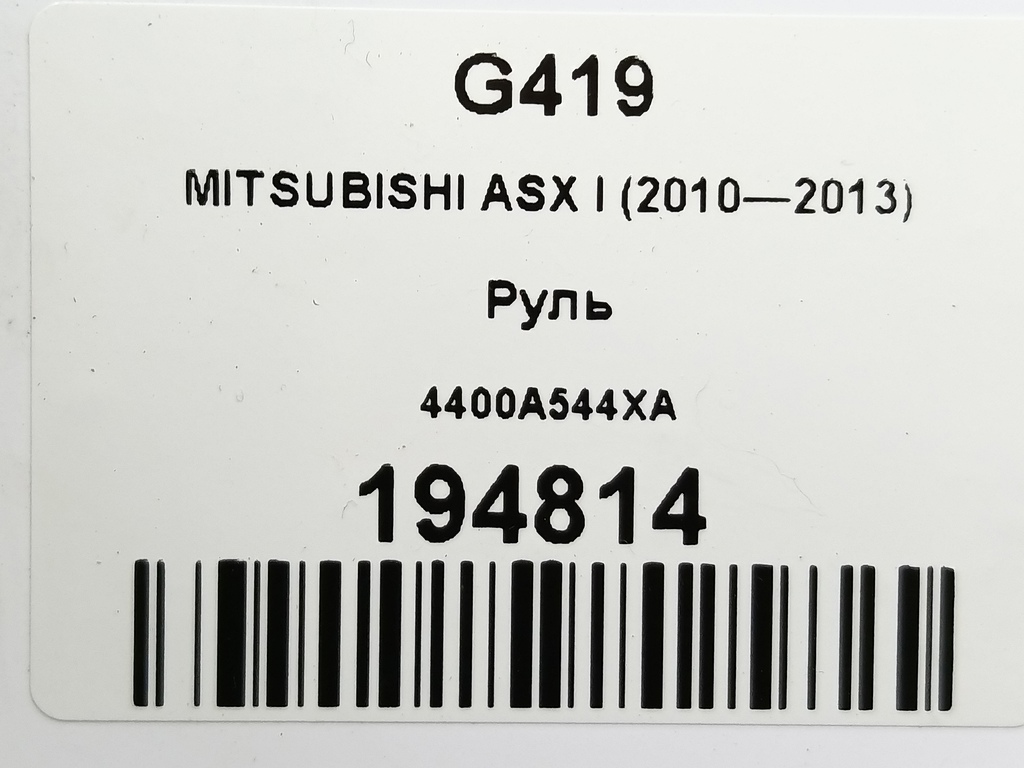 G419
MITSUBISHI ASX I (2010—2013)
Руль
4400A544XA
194814